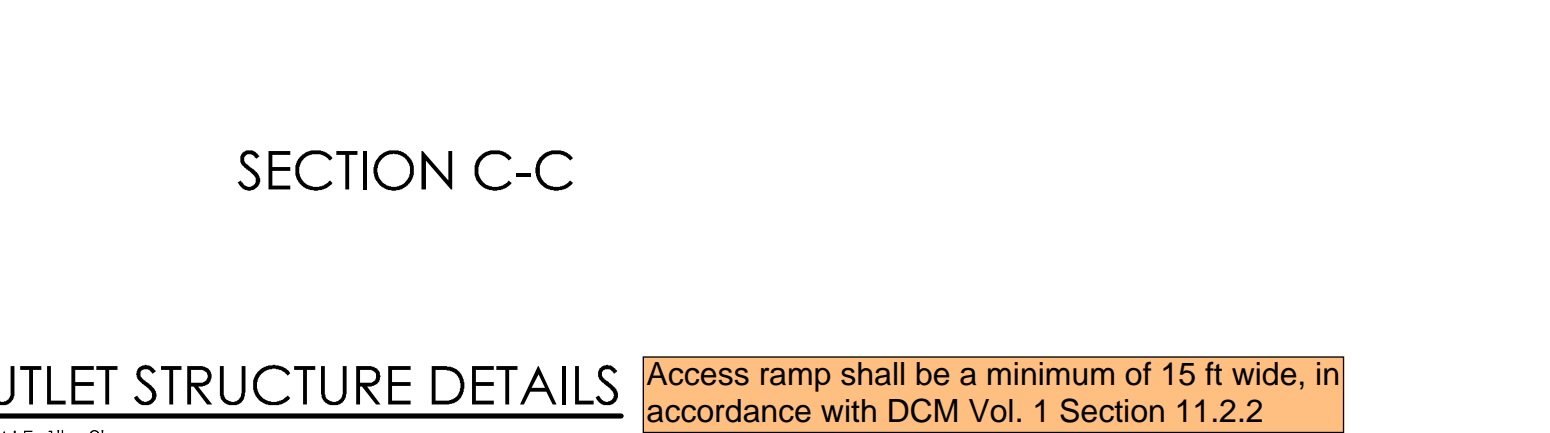 SECTION C-C
UTLET STRUCTURE DETAILS
Access ramp shall be a minimum of 15 ft wide, in
accordance with DCM Vol. 1 Section 11.2.2